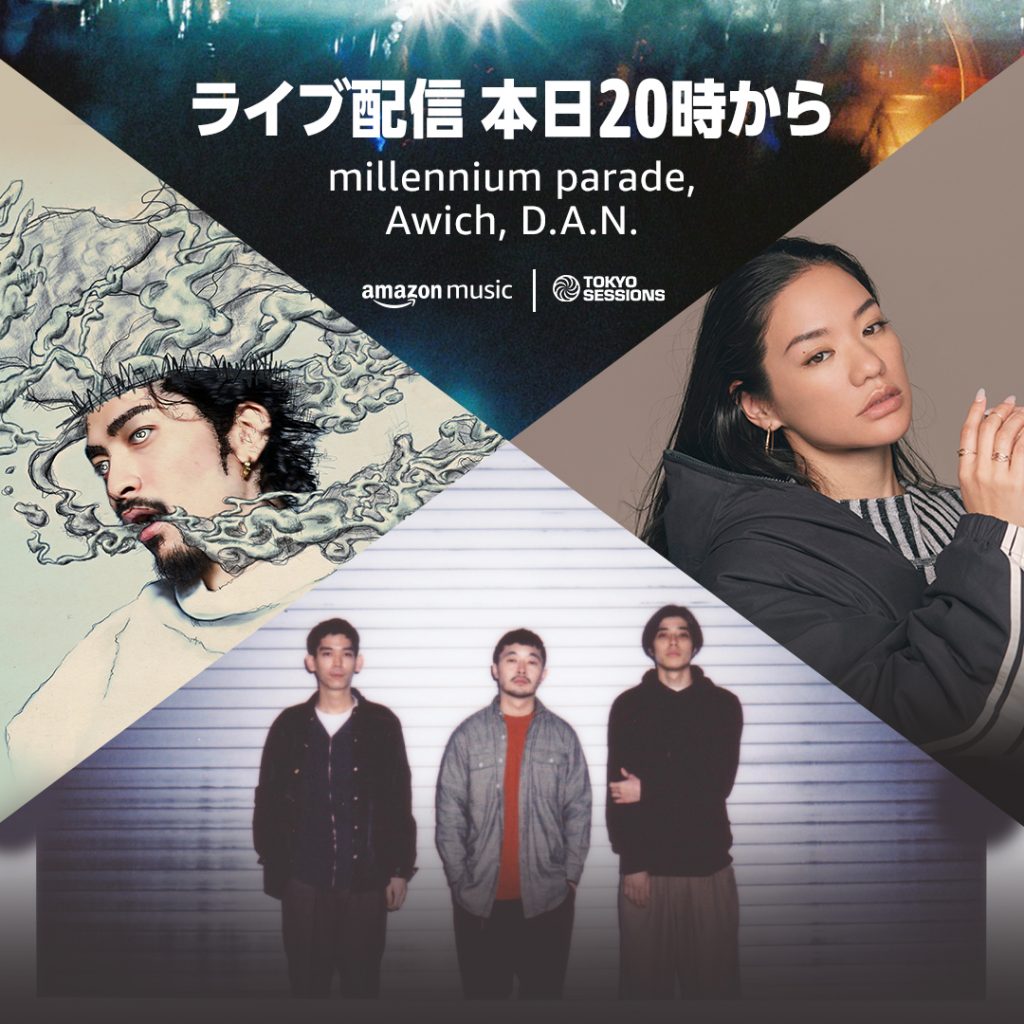 ライブ配信 本日20時から
millennium parade,
Awich, D.A.N.
amazon music | TOKYO SESSIONS